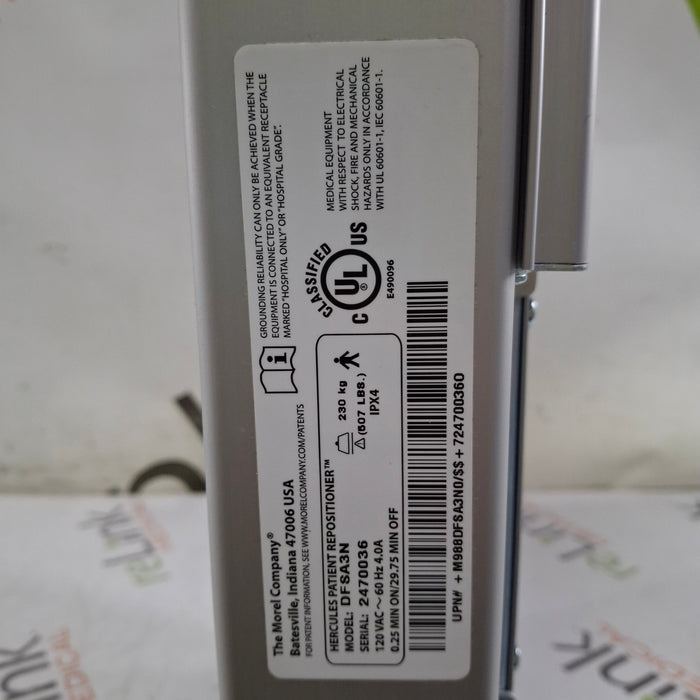 The Morel Company®
Batesville, Indiana 47006 USA
FOR PATENT INFORMATION, SEE WWW.MORELCOMPANY.COM/PATENTS
GROUNDING RELIABILITY CAN ONLY BE ACHIEVED WHEN THE
EQUIPMENT IS CONNECTED TO AN EQUIVALENT RECEPTACLE
MARKED "HOSPITAL ONLY" OR "HOSPITAL GRADE".
HERCULES PATIENT REPOSITIONER™
MODEL: DFSA3N
SERIAL: 2470036
120 VAC ~ 60 Hz 4.0A
0.25 MIN ON/29.75 MIN OFF
230 kg
(507 LBS.)
IPX4
CLASSIFIED
C UL® US
E490096
MEDICAL EQUIPMENT
WITH RESPECT TO ELECTRICAL
SHOCK, FIRE AND MECHANICAL
HAZARDS ONLY IN ACCORDANCE
WITH UL 60601-1, IEC 60601-1.
UPN# + M988DFSA3N0/$S + 724700360
reLink
MEDICAL